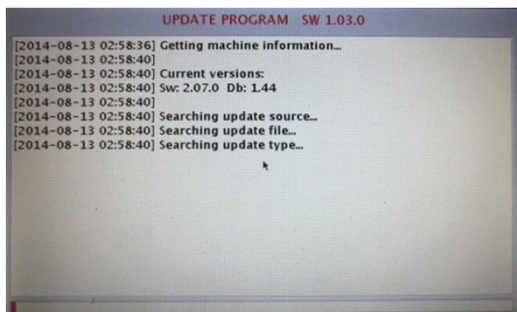 UPDATE PROGRAM SW 1.03.0
[2014-08-13 02:58:36] Getting machine information...
[2014-08-13 02:58:40]
[2014-08-13 02:58:40] Current versions:
[2014-08-13 02:58:40] Sw: 2.07.0 Db: 1.44
[2014-08-13 02:58:40]
[2014-08-13 02:58:40] Searching update source...
[2014-08-13 02:58:40] Searching update file...
[2014-08-13 02:58:40] Searching update type...